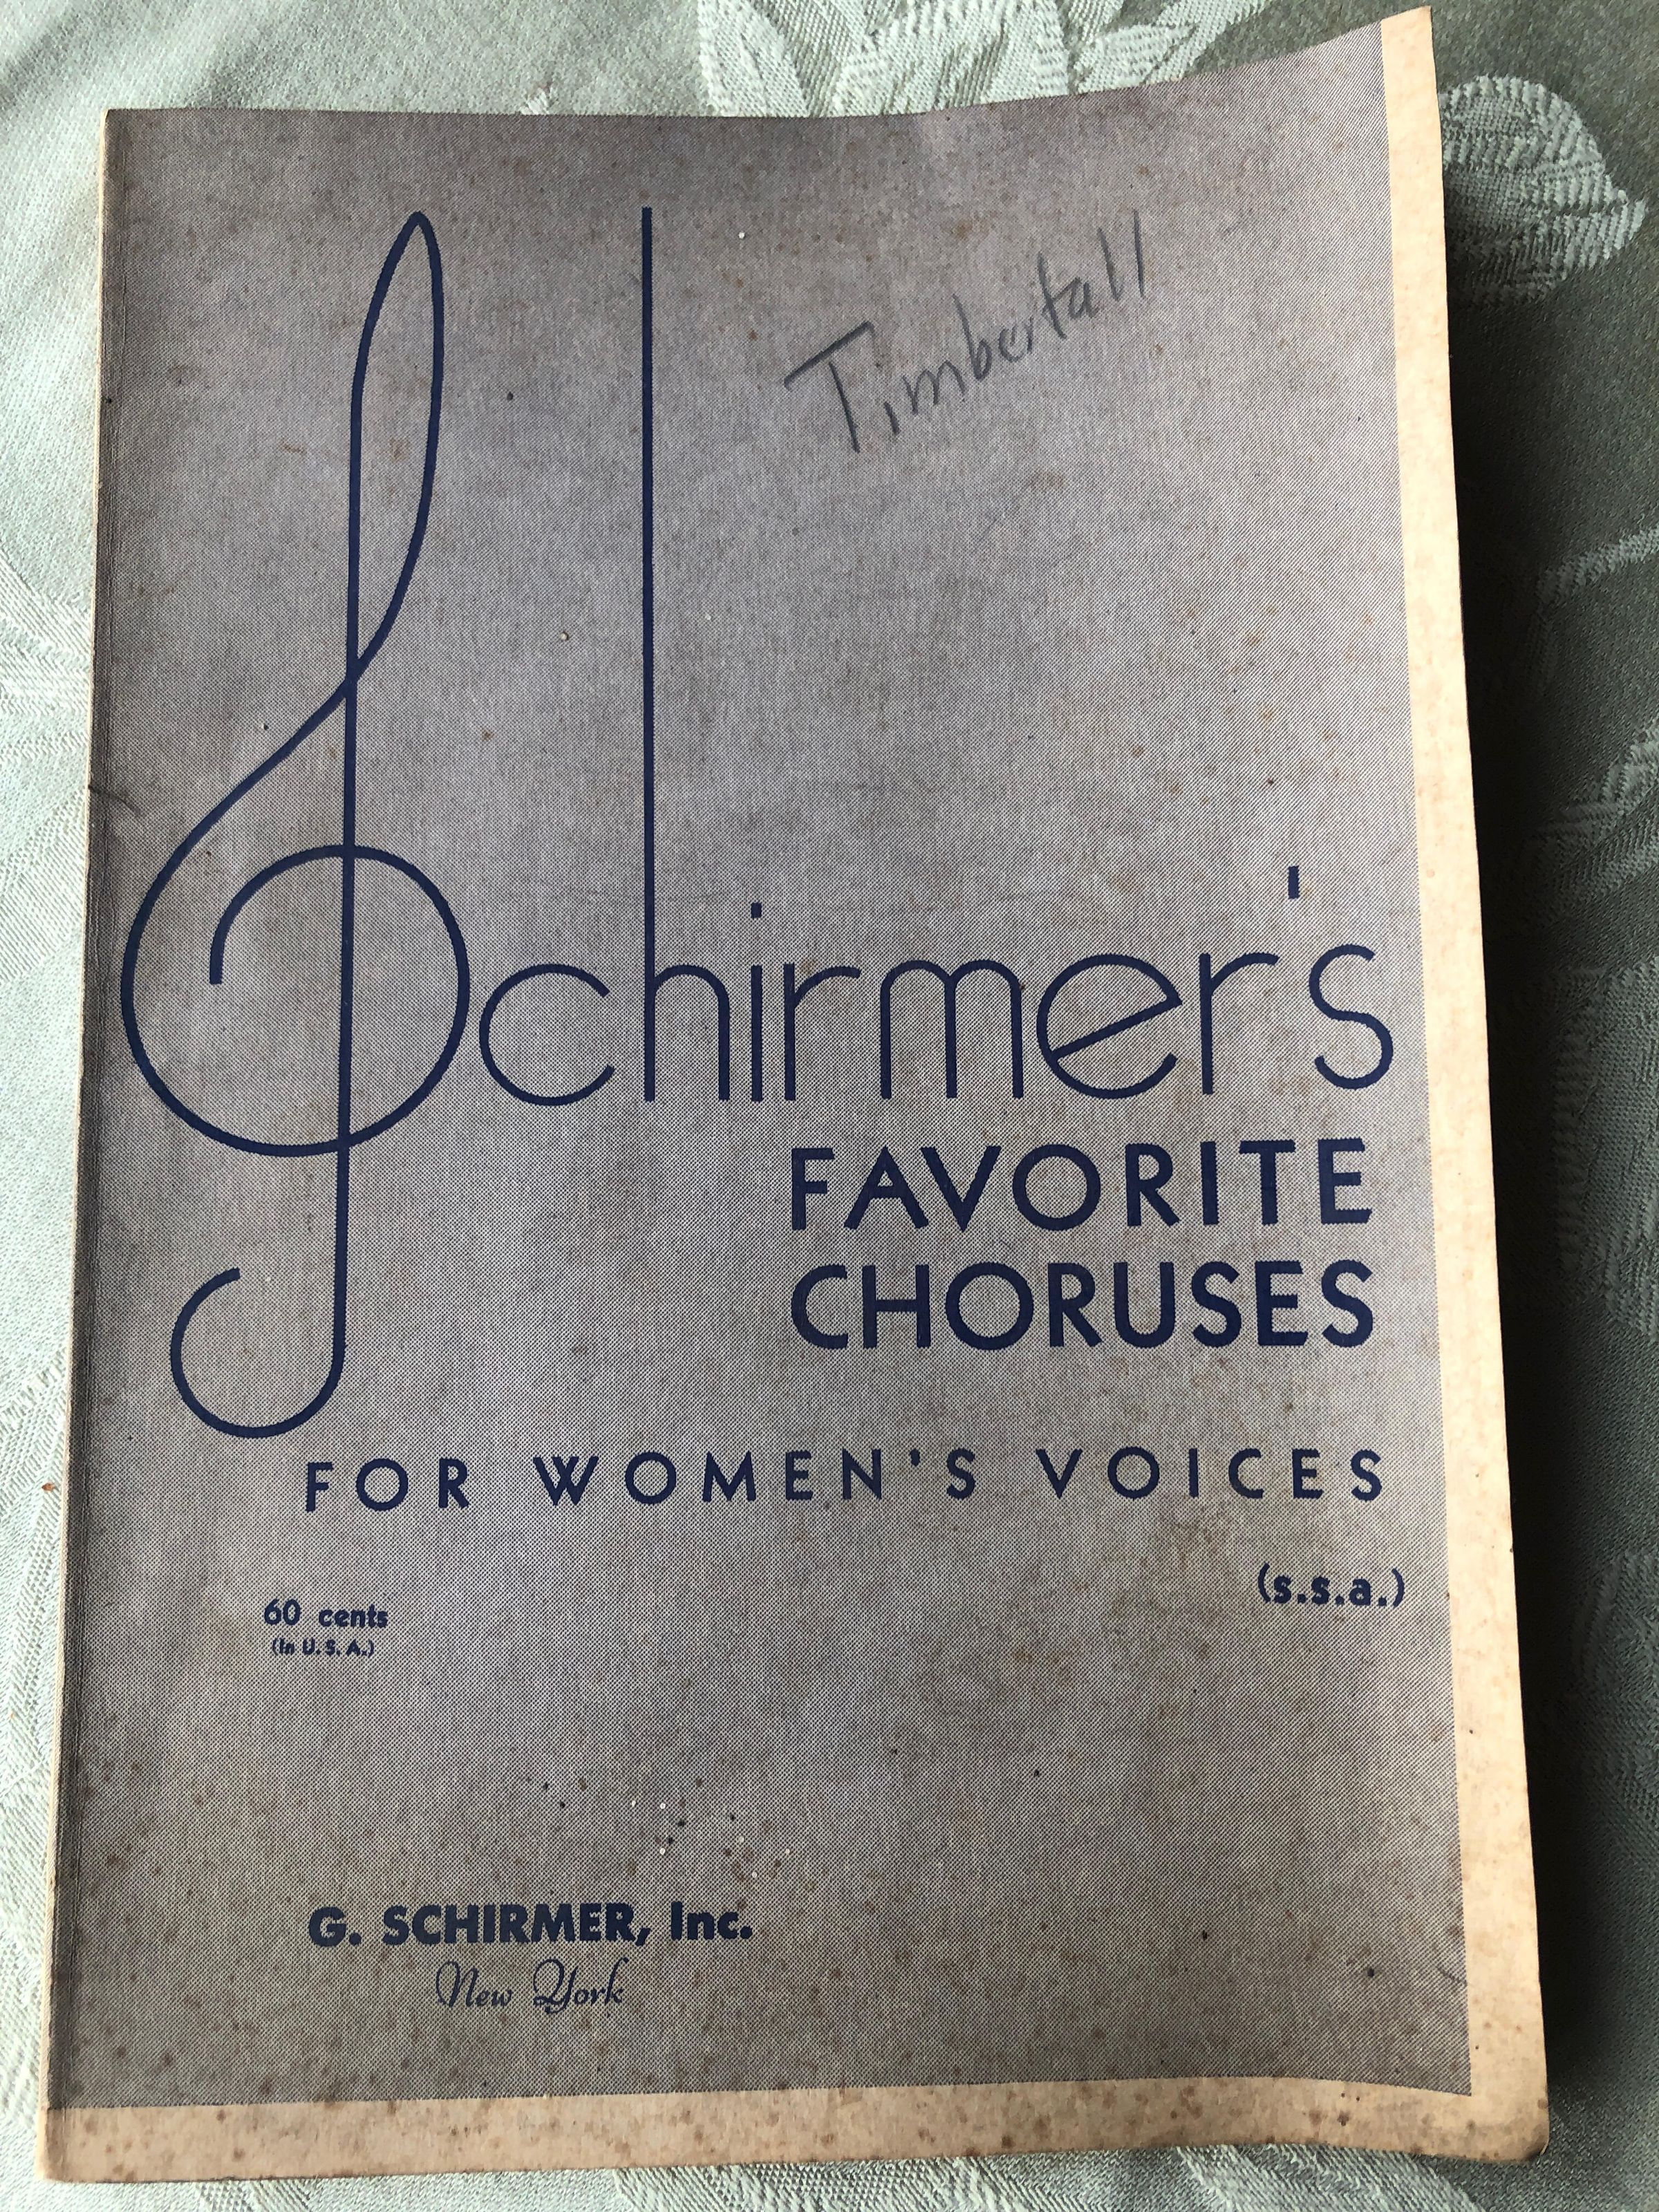 Timbertall
Schirmer's
FAVORITE
CHORUSES
FOR WOMEN'S VOICES
(s.s.a.)
60 cents
(In U.S.A.)
G. SCHIRMER, Inc.
New York